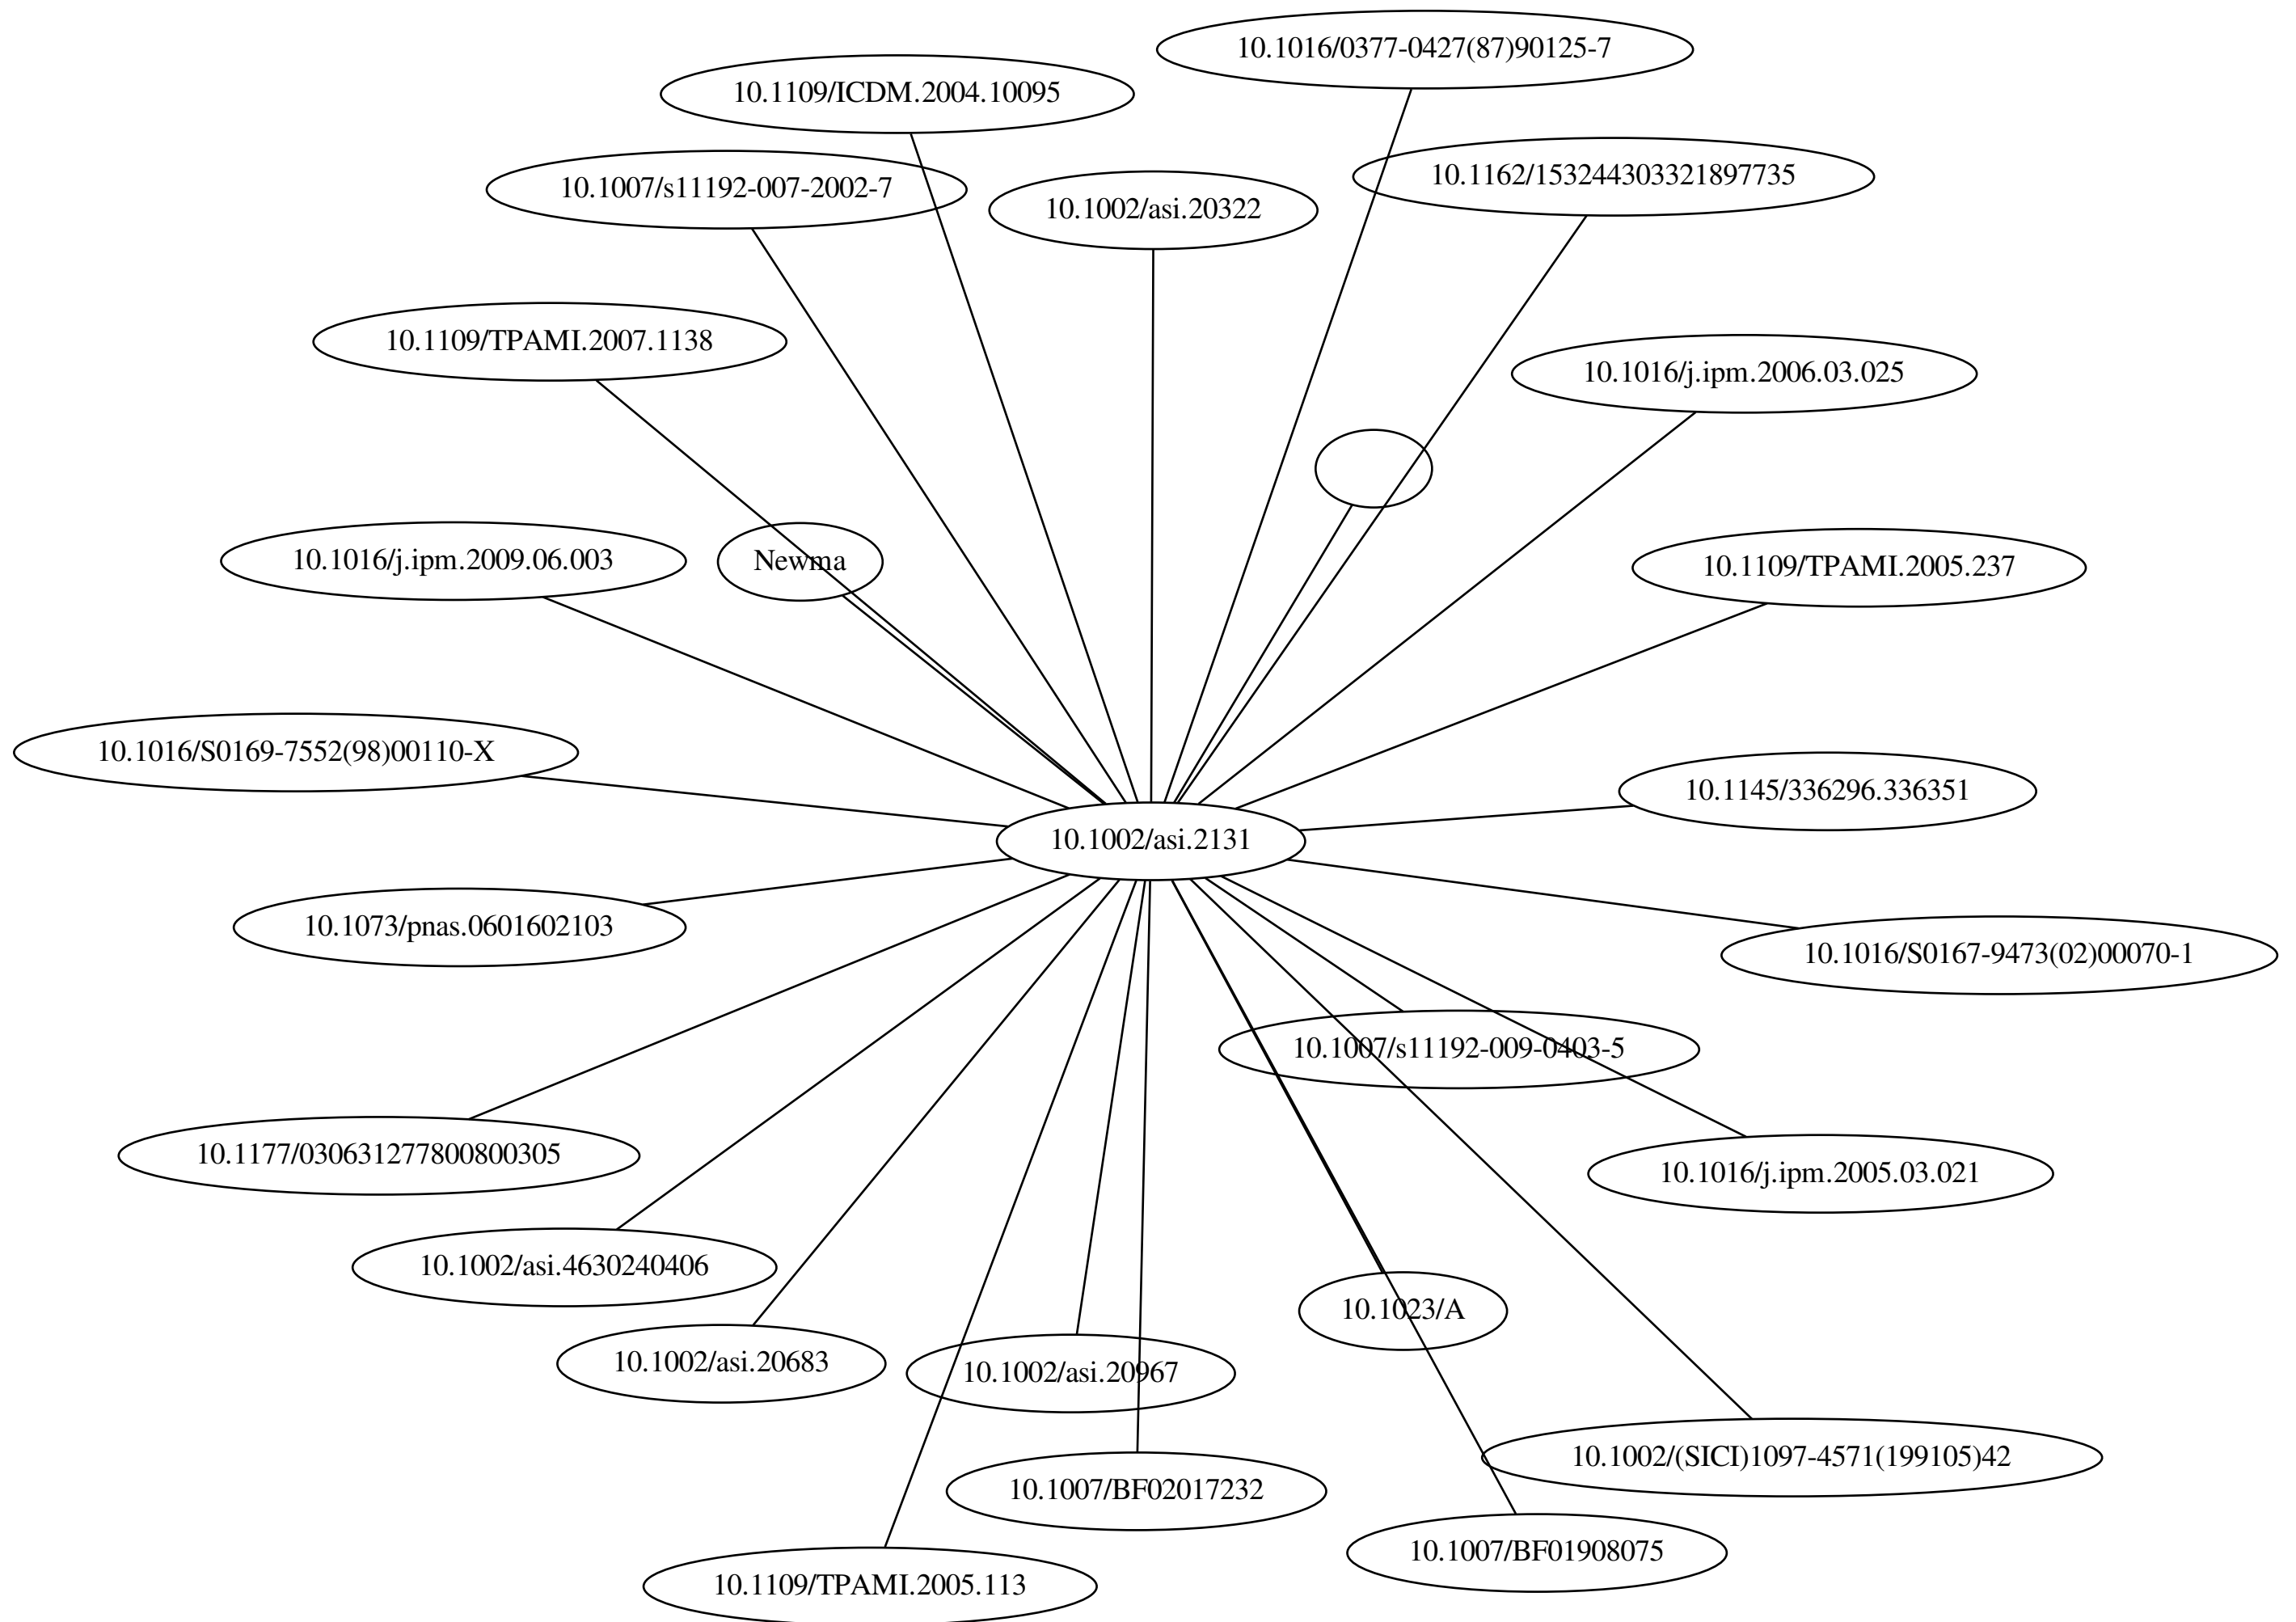 10.1016/0377-0427(87)90125-7
10.1109/ICDM.2004.10095
10.1162/153244303321897735
10.1007/s11192-007-2002-7
10.1002/asi.20322
10.1109/TPAMI.2007.1138
10.1016/j.ipm.2006.03.025
10.1016/j.ipm.2009.06.003
Newma
10.1109/TPAMI.2005.237
10.1016/S0169-7552(98)00110-X
10.1145/336296.336351
10.1002/asi.2131
10.1073/pnas.0601602103
10.1016/S0167-9473(02)00070-1
10.1007/s11192-009-0403-5
10.1177/030631277800800305
10.1016/j.ipm.2005.03.021
10.1002/asi.4630240406
10.1023/A
10.1002/asi.20683
10.1002/asi.20967
10.1002/(SICI)1097-4571(199105)42
10.1007/BF02017232
10.1007/BF01908075
10.1109/TPAMI.2005.113